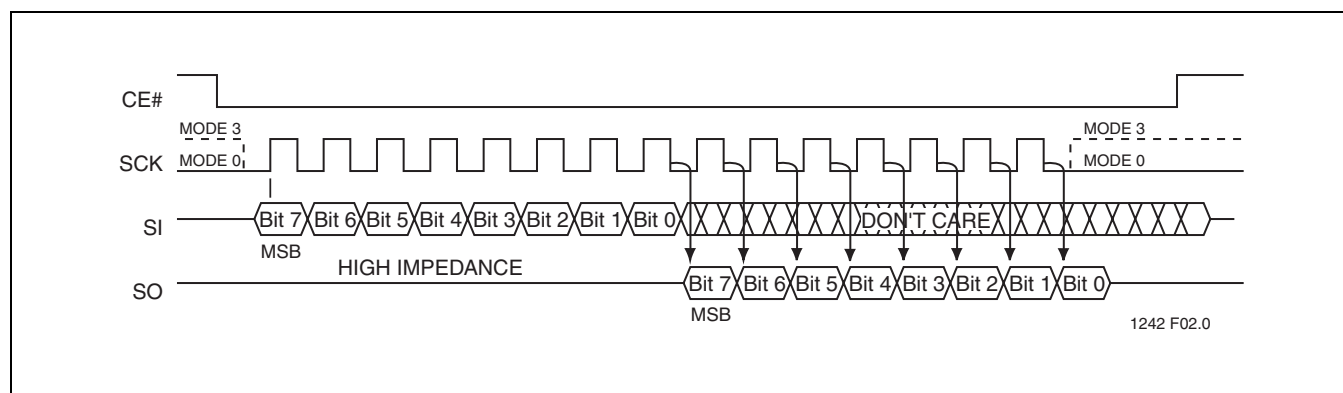 CE#
MODE 3 MODE 3
SCK MODE 0 MODE 0
SI Bit 7 Bit 6 Bit 5 Bit 4 Bit 3 Bit 2 Bit 1 Bit 0 DON'T CARE
MSB
HIGH IMPEDANCE
SO Bit 7 Bit 6 Bit 5 Bit 4 Bit 3 Bit 2 Bit 1 Bit 0
MSB
1242 F02.0